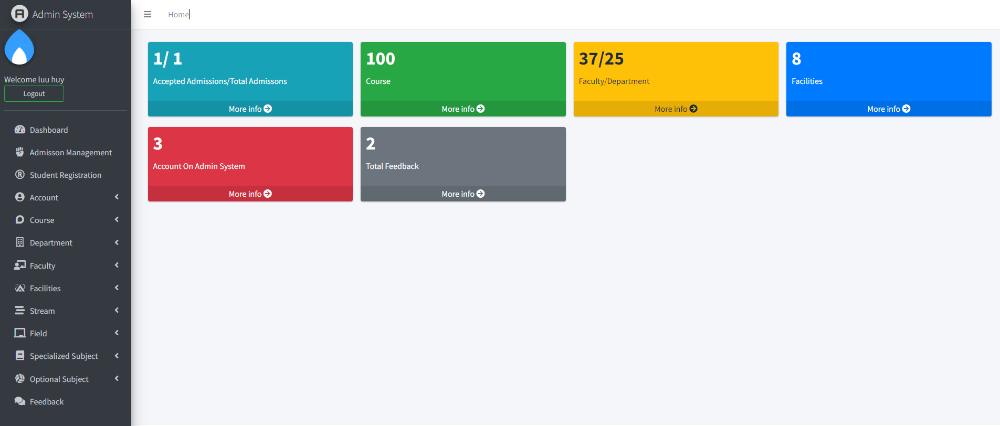 Admin System
Welcome luu huy
Logout
Dashboard
Admisson Management
Student Registration
Account
Course
Department
Faculty
Facilities
Stream
Field
Specialized Subject
Optional Subject
Feedback
Home
1/ 1
Accepted Admissions/Total Admissons
More info
100
Course
More info
37/25
Faculty/Department
More info
8
Facilities
More info
3
Account On Admin System
More info
2
Total Feedback
More info